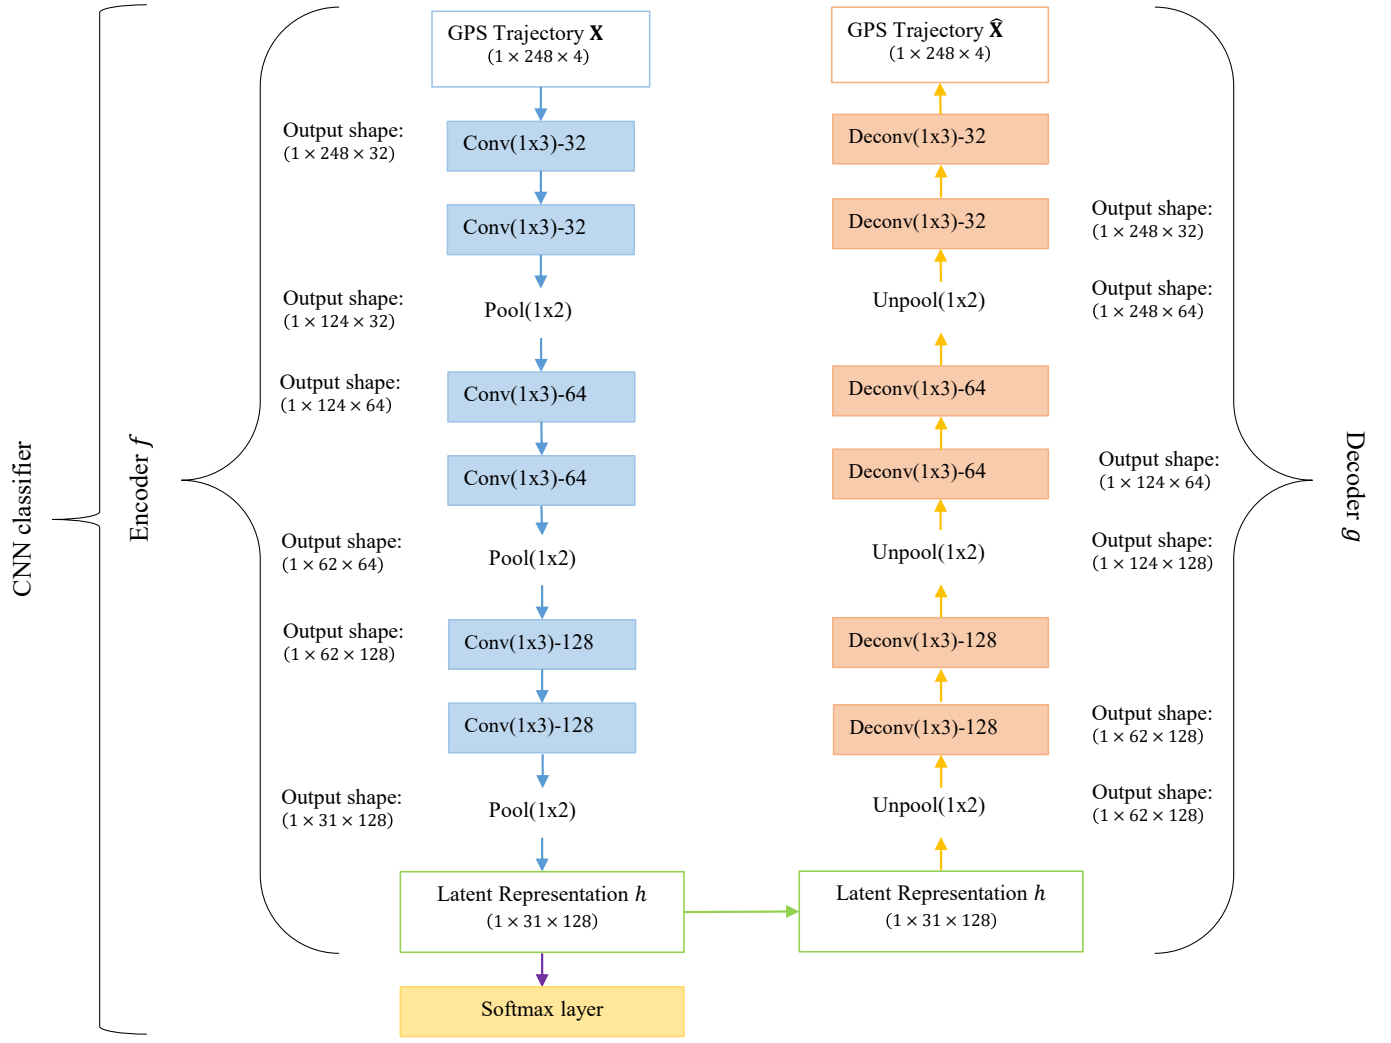 CNN classifier
Encoder f
GPS Trajectory X
(1 × 248 × 4)
Output shape:
(1 × 248 × 32)
Conv(1x3)-32
Conv(1x3)-32
Output shape:
(1 × 124 × 32)
Pool(1x2)
Output shape:
(1 × 124 × 64)
Conv(1x3)-64
Conv(1x3)-64
Output shape:
(1 × 62 × 64)
Pool(1x2)
Output shape:
(1 × 62 × 128)
Conv(1x3)-128
Conv(1x3)-128
Output shape:
(1 × 31 × 128)
Pool(1x2)
Latent Representation h
(1 × 31 × 128)
Softmax layer
GPS Trajectory X̂
(1 × 248 × 4)
Deconv(1x3)-32
Deconv(1x3)-32
Output shape:
(1 × 248 × 32)
Unpool(1x2)
Output shape:
(1 × 248 × 64)
Deconv(1x3)-64
Deconv(1x3)-64
Output shape:
(1 × 124 × 64)
Unpool(1x2)
Output shape:
(1 × 124 × 128)
Deconv(1x3)-128
Deconv(1x3)-128
Output shape:
(1 × 62 × 128)
Unpool(1x2)
Output shape:
(1 × 62 × 128)
Latent Representation h
(1 × 31 × 128)
Decoder g